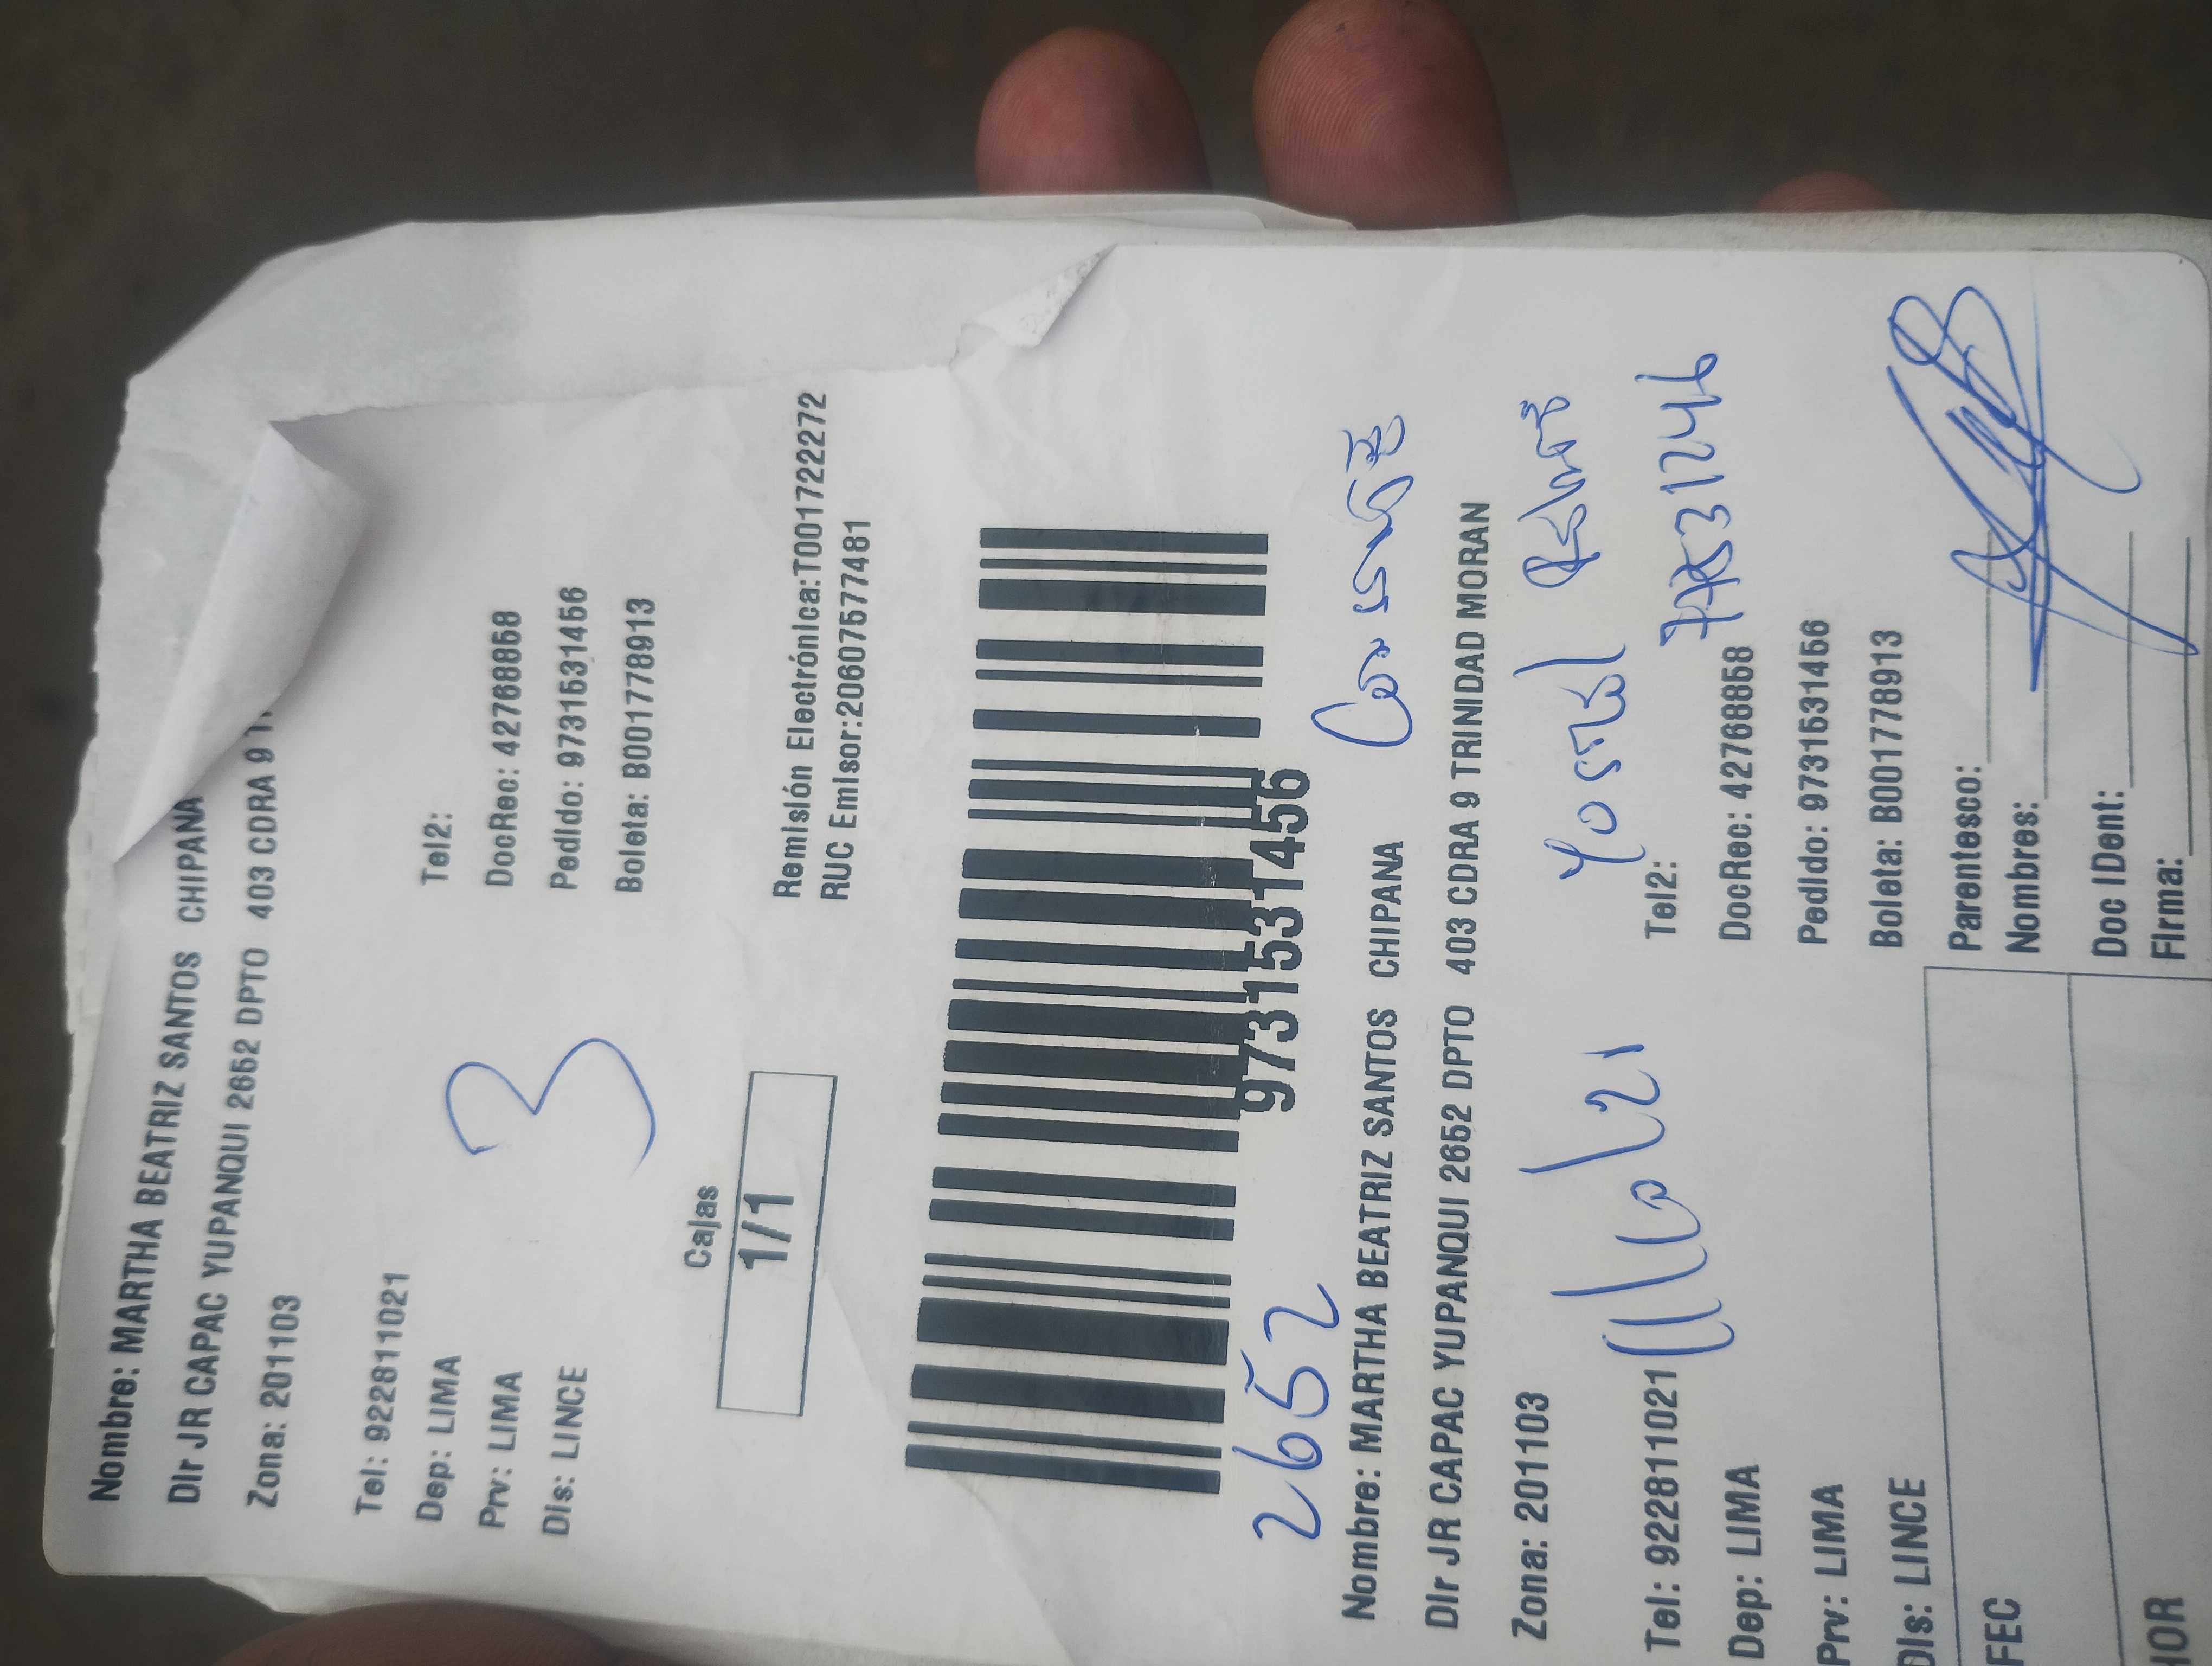 Nombre: MARTHA BEATRIZ SANTOS CHIPANA
Dir JR CAPAC YUPANQUI 2652 DPTO 403 CDRA 9
Zona: 201103
Tel: 922811021
Tel2:
Dep: LIMA
DocRec: 42768858
Prv: LIMA
Pedido: 9731531456
Dis: LINCE
Boleta: B001778913
3
Cajas
1/1
Remisión Electrónica:T001722272
RUC Emisor:20607577481
9731531456
2652
Nombre: MARTHA BEATRIZ SANTOS CHIPANA
Dir JR CAPAC YUPANQUI 2652 DPTO 403 CDRA 9 TRINIDAD MORAN
Zona: 201103
Tel: 922811021
Tel2:
Dep: LIMA
DocRec: 42768858
Prv: LIMA
Pedido: 9731531456
Dis: LINCE
Boleta: B001778913
FEC
Parentesco:
Nombres:
HOR
Doc IDent:
Firma: